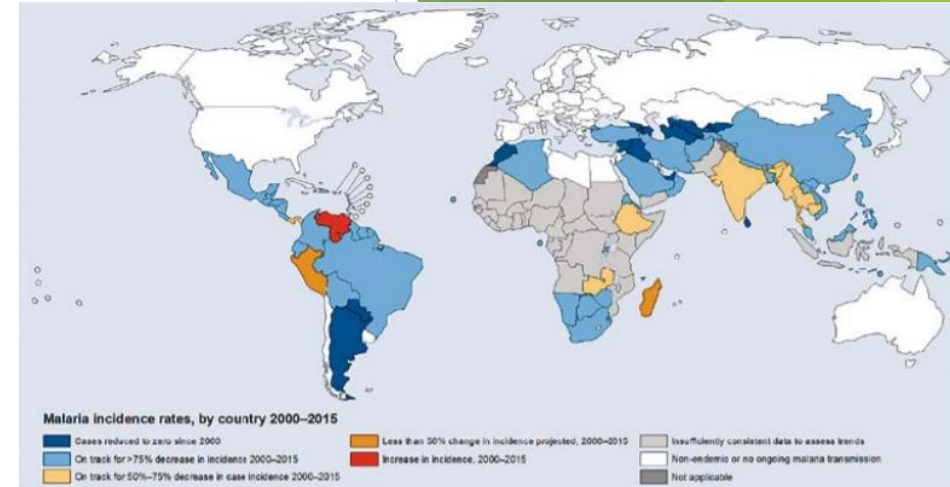 Malaria incidence rates, by country 2000–2015
Cases reduced to zero since 2000
On track for >75% decrease in incidence 2000–2015
On track for 50%–75% decrease in case incidence 2000–2015
Less than 50% change in incidence projected, 2000–2015
Increase in incidence, 2000–2015
Insufficiently consistent data to assess trends
Non-endemic or no ongoing malaria transmission
Not applicable